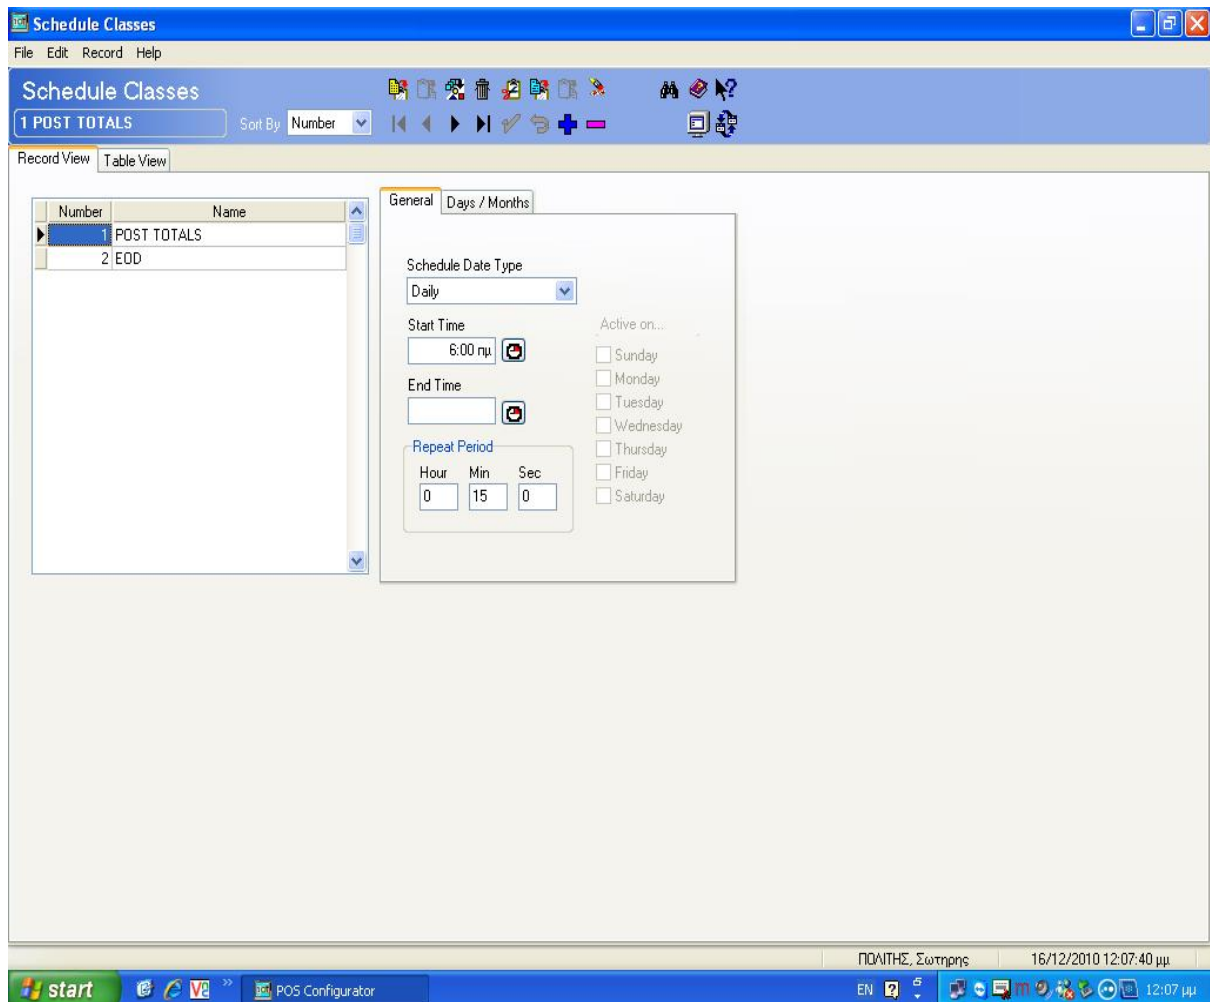 Schedule Classes
File Edit Record Help
Schedule Classes
1 POST TOTALS
Sort By Number
Record View Table View
Number Name
1 POST TOTALS
2 EOD
General Days / Months
Schedule Date Type
Daily
Start Time
6:00 πμ
End Time
Repeat Period
Hour Min Sec
0 15 0
Active on...
Sunday
Monday
Tuesday
Wednesday
Thursday
Friday
Saturday
ΠΟΛΙΤΗΣ, Σωτηρης 16/12/2010 12:07:40 μμ
start POS Configurator EN 12:07 μμ